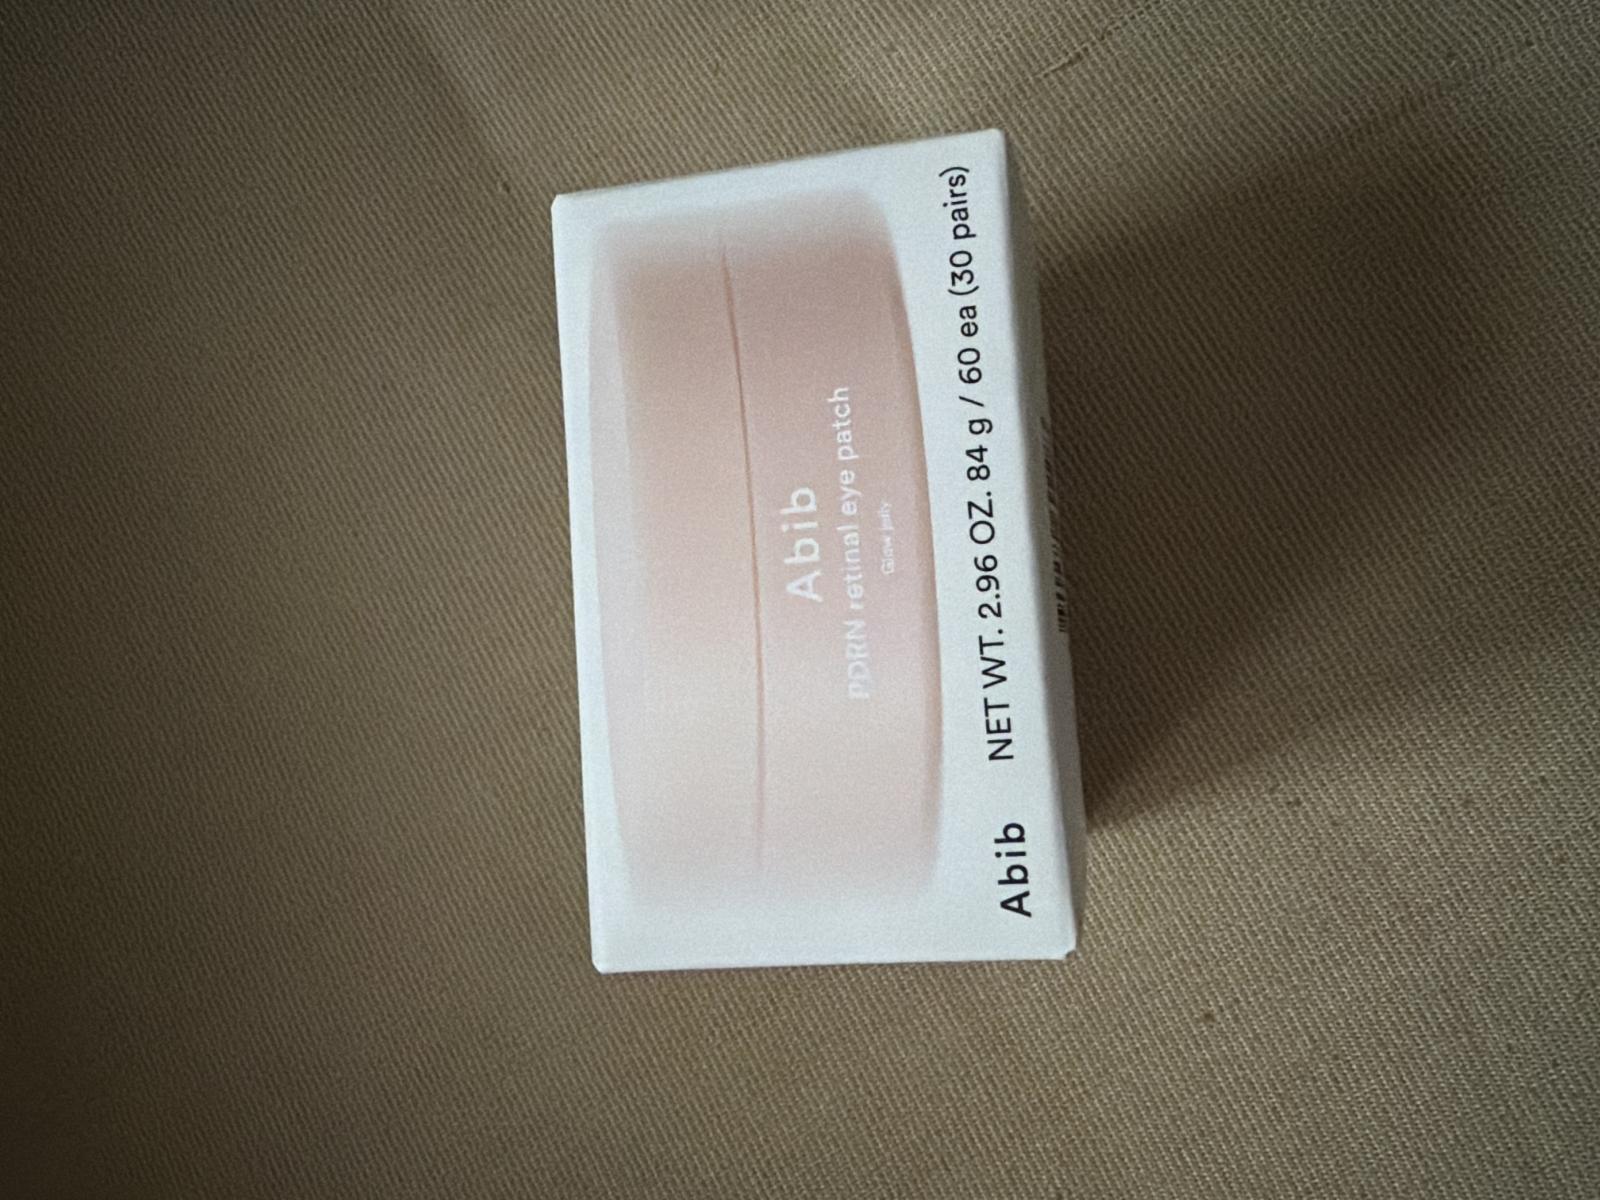 Abib
PDRN retinal eye patch
Glow jelly
Abib NET WT. 2.96 OZ. 84 g / 60 ea (30 pairs)